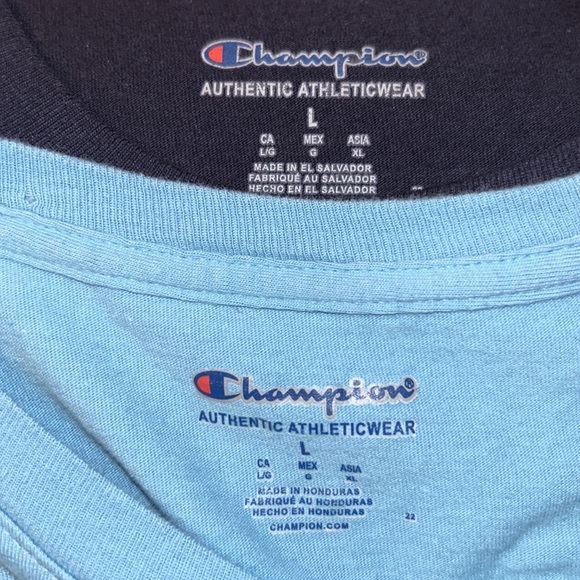 Champion®
AUTHENTIC ATHLETICWEAR
L
CA MEX ASIA
L/G G XL
MADE IN EL SALVADOR
FABRIQUÉ AU SALVADOR
HECHO EN EL SALVADOR 22
Champion®
AUTHENTIC ATHLETICWEAR
L
CA MEX ASIA
L/G G XL
MADE IN HONDURAS
FABRIQUÉ AU HONDURAS
HECHO EN HONDURAS
CHAMPION.COM 22